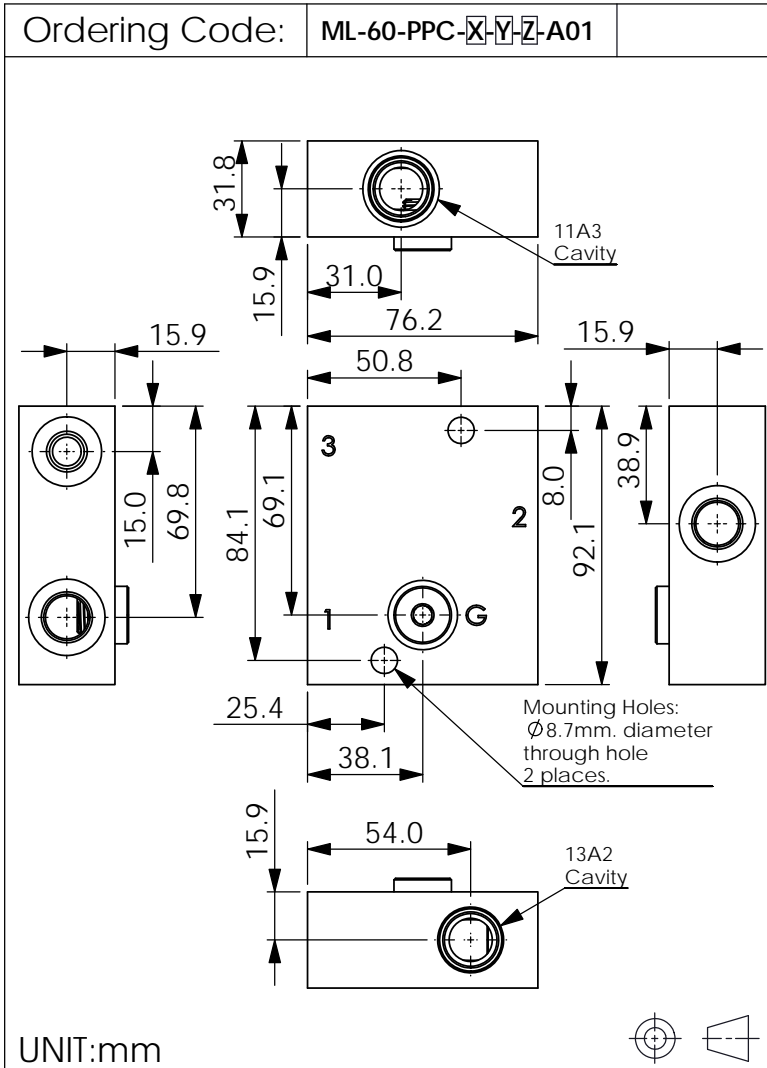 Ordering Code:
ML-60-PPC-X-Y-Z-A01
31.8
15.9
31.0
76.2
11A3
Cavity
15.9
50.8
15.9
3
2
1
G
15.0
69.8
84.1
69.1
8.0
92.1
38.9
25.4
38.1
Mounting Holes:
Ø8.7mm. diameter
through hole
2 places.
15.9
54.0
13A2
Cavity
UNIT:mm